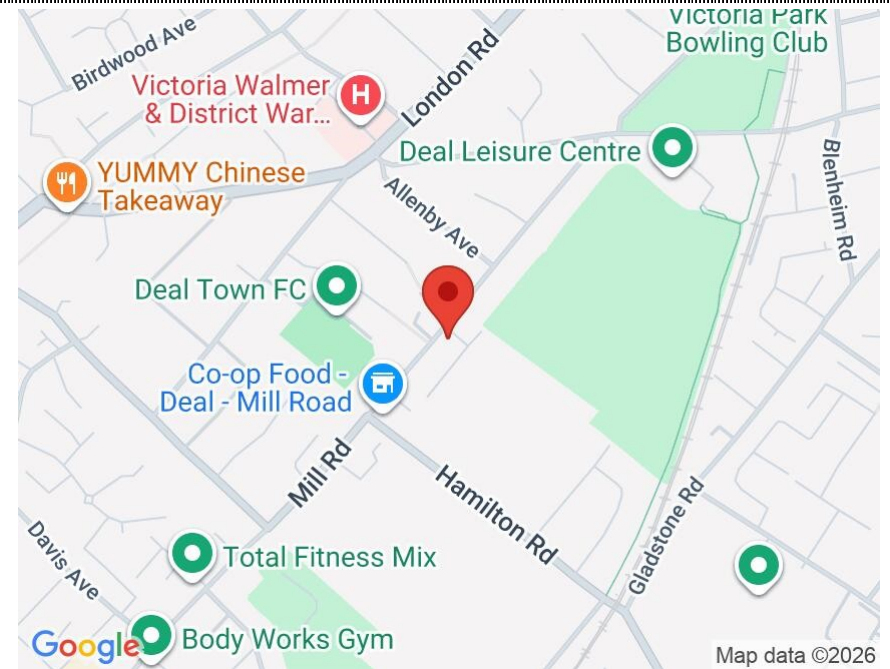 Victoria Park
Bowling Club
Birdwood Ave
London Rd
Victoria Walmer
& District War...
H
Deal Leisure Centre
Blenheim Rd
YUMMY Chinese
Takeaway
Allenby Ave
Deal Town FC
Co-op Food -
Deal - Mill Road
Mill Rd
Hamilton Rd
Gladstone Rd
Davis Ave
Total Fitness Mix
Body Works Gym
Google
Map data ©2026